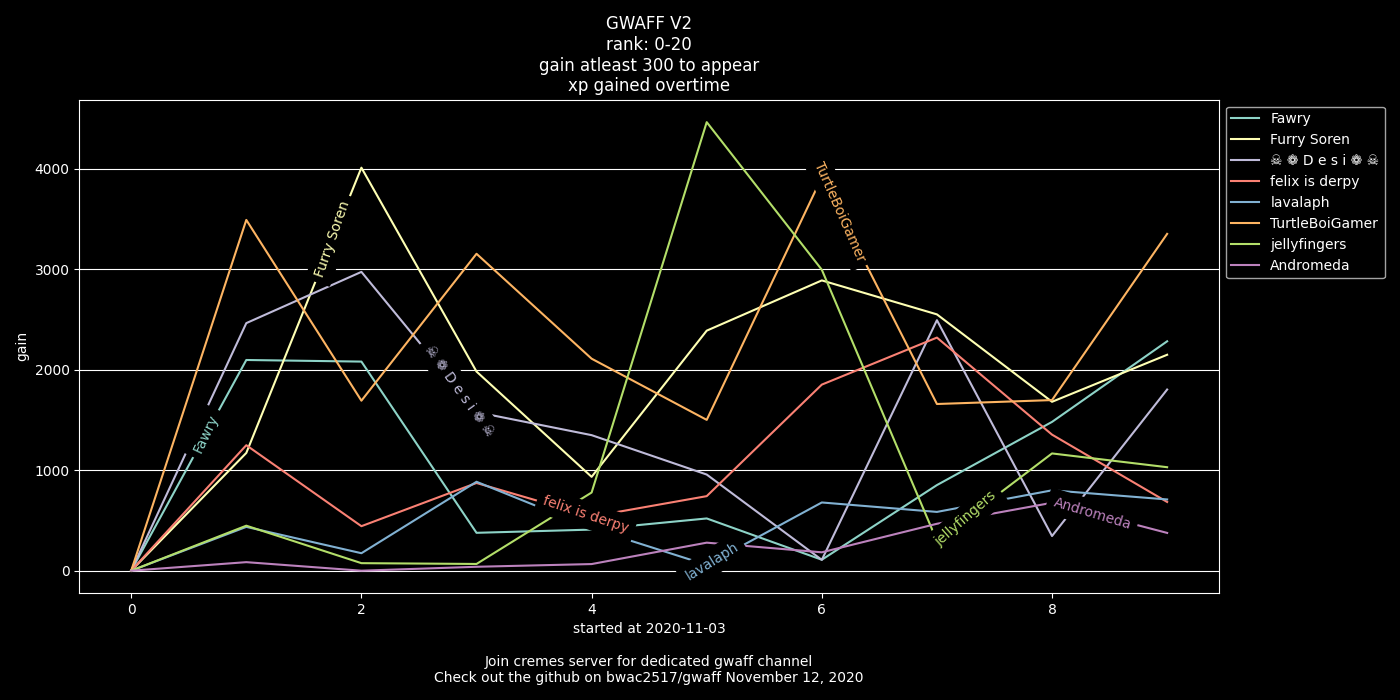 GWAFF V2
rank: 0-20
gain atleast 300 to appear
xp gained overtime
gain
4000
3000
2000
1000
0
0
2
4
6
8
Fawry
Furry Soren
☠ ❁ D e s i ❁ ☠
felix is derpy
lavalaph
TurtleBoiGamer
jellyfingers
Andromeda
Fawry
Furry Soren
☠ ❁ D e s i ❁ ☠
felix is derpy
lavalaph
TurtleBoiGamer
jellyfingers
Andromeda
started at 2020-11-03
Join cremes server for dedicated gwaff channel
Check out the github on bwac2517/gwaff November 12, 2020